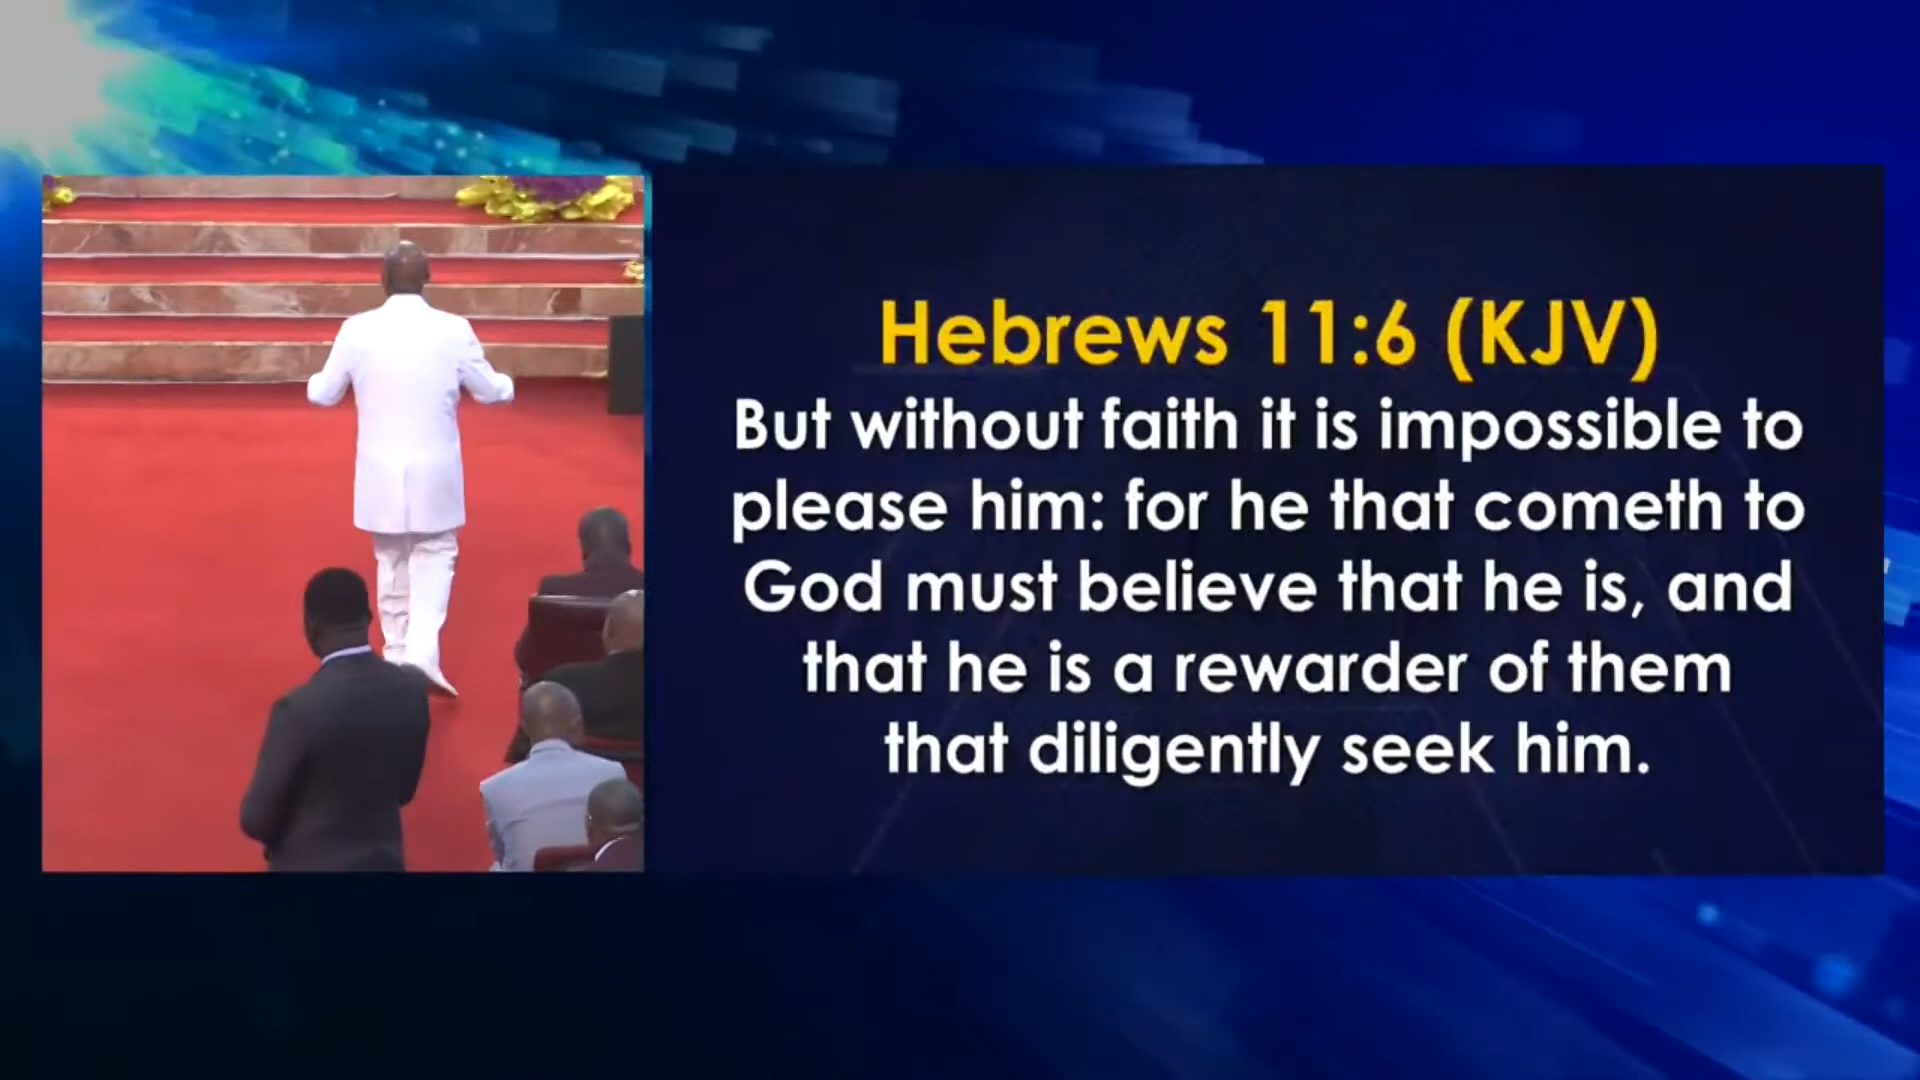 Hebrews 11:6 (KJV)
But without faith it is impossible to
please him: for he that cometh to
God must believe that he is, and
that he is a rewarder of them
that diligently seek him.